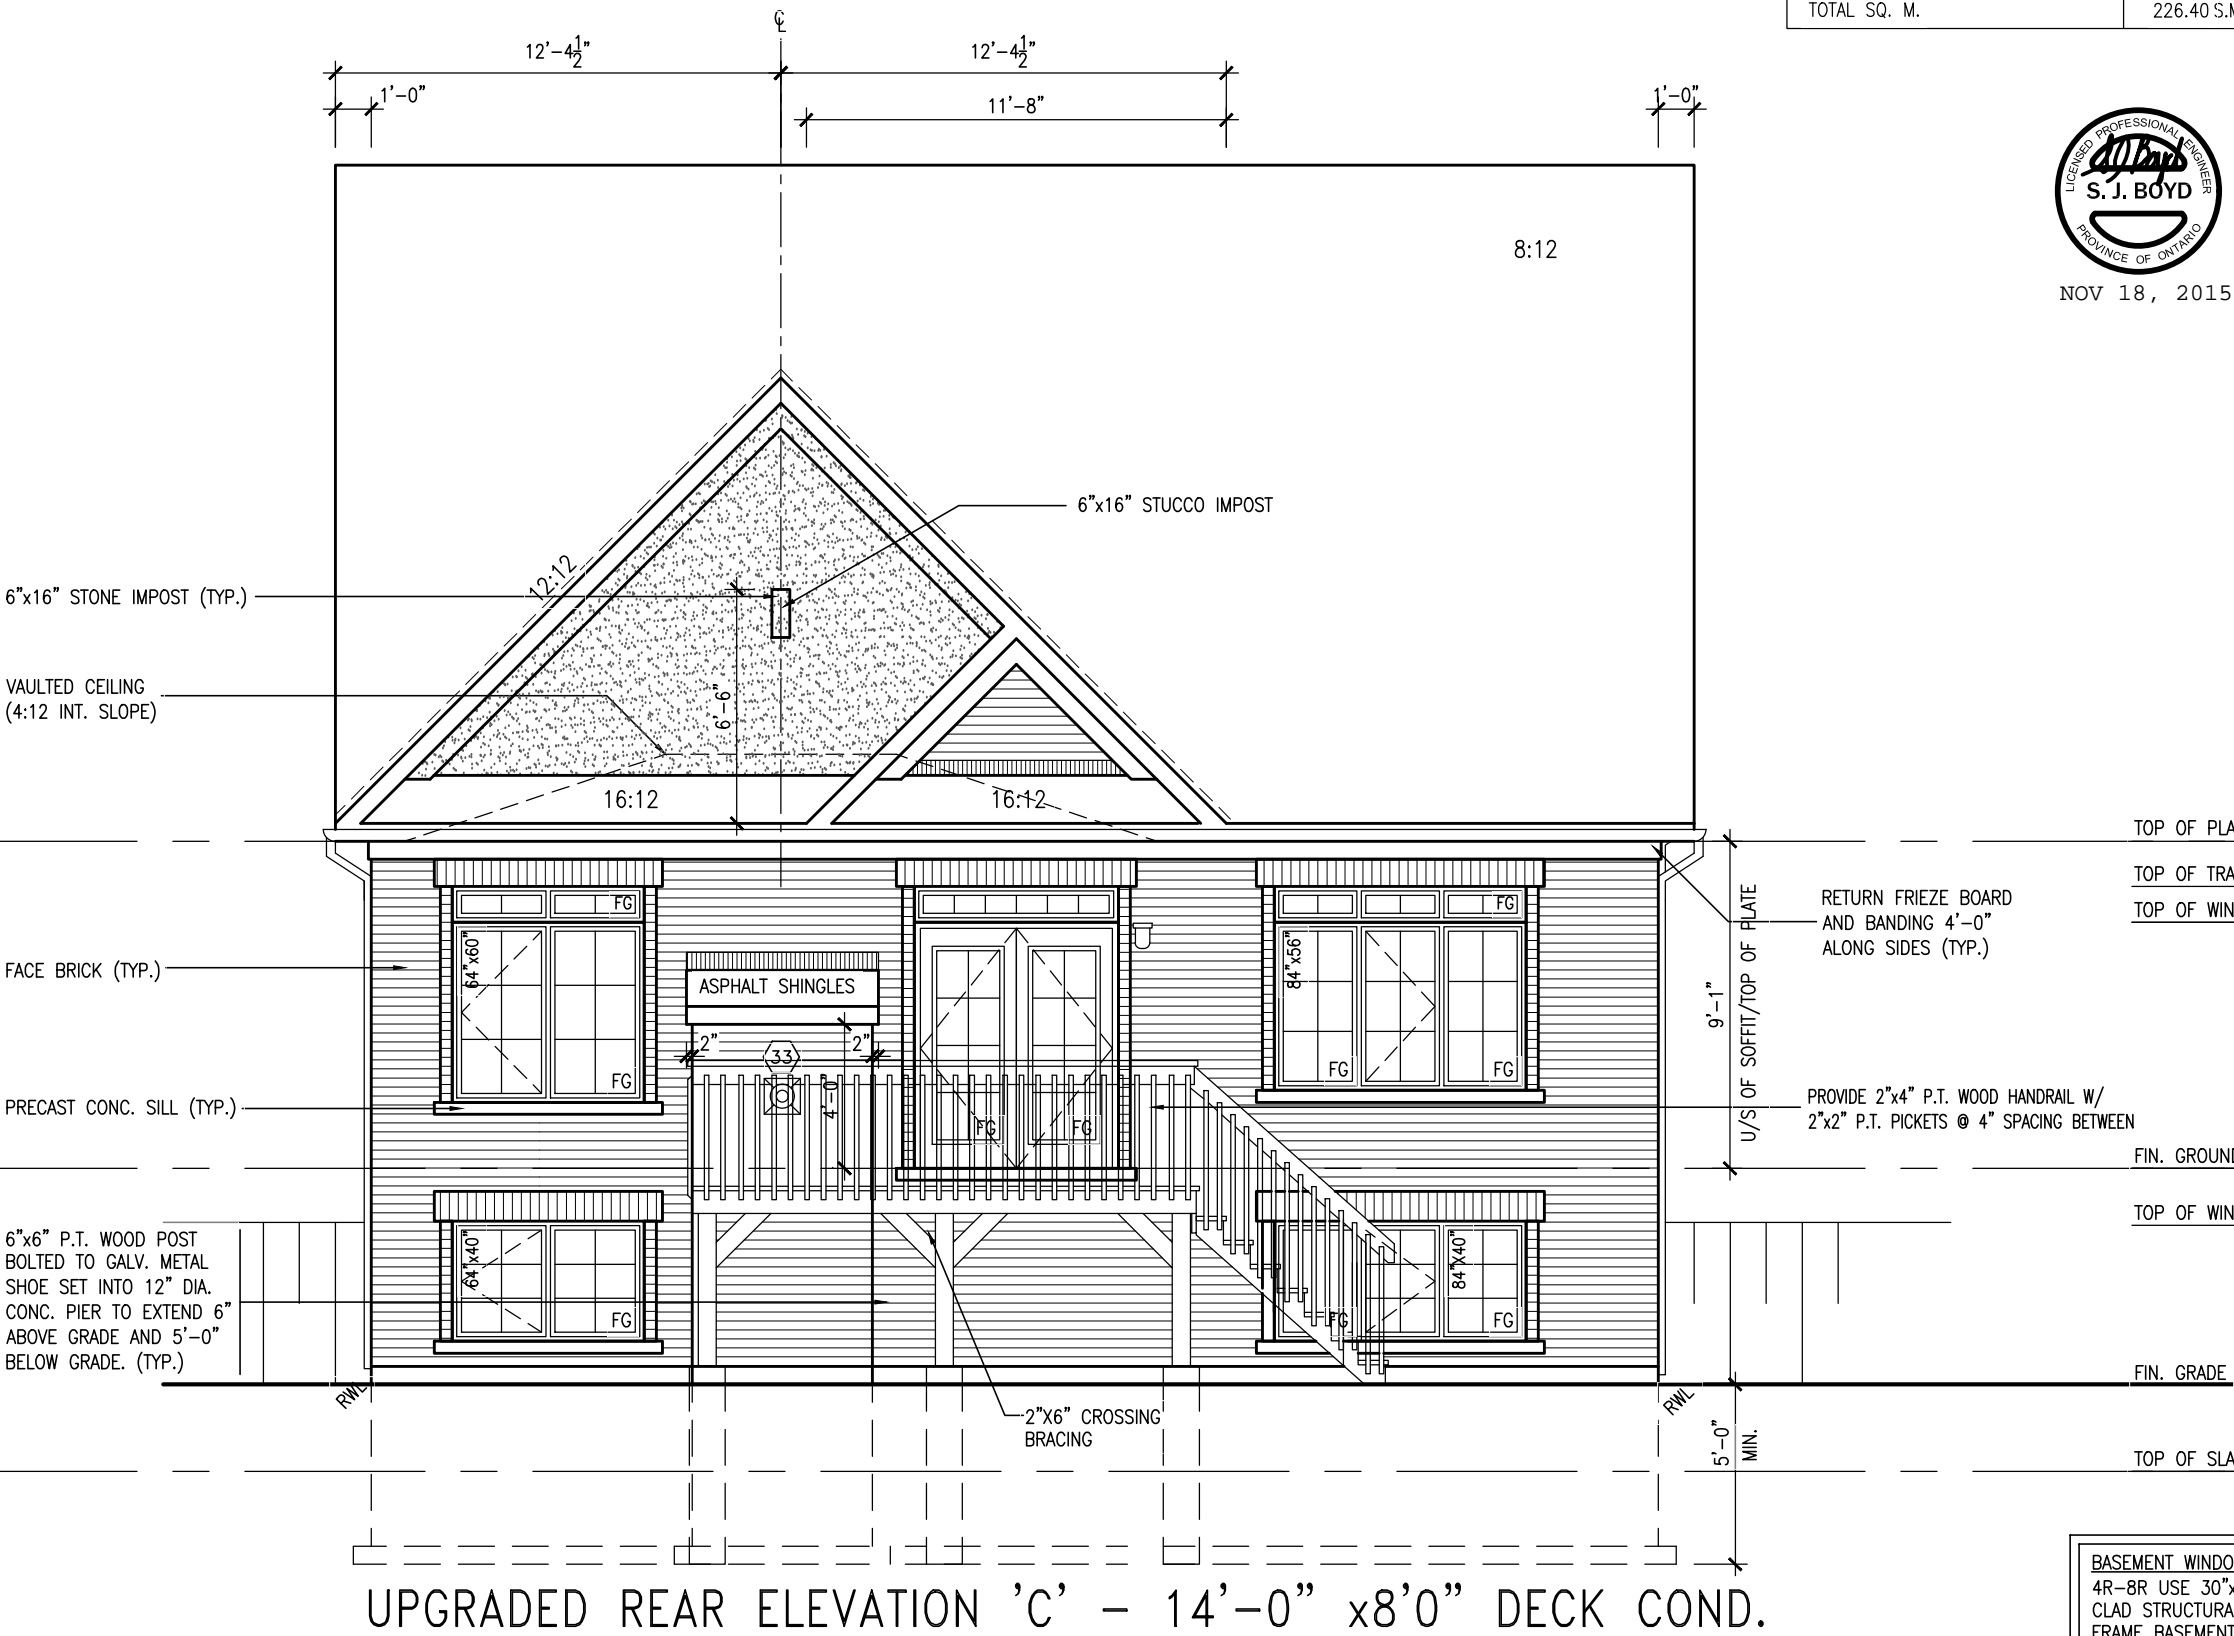 TOTAL SQ. M. 226.40 S.M
℄
12'-4½" 12'-4½"
1'-0" 11'-8" 1'-0"
LICENSED PROFESSIONAL ENGINEER
S. J. BOYD
PROVINCE OF ONTARIO
NOV 18, 2015
8:12
6"x16" STUCCO IMPOST
12:12
6"x16" STONE IMPOST (TYP.)
VAULTED CEILING
(4:12 INT. SLOPE)
6'-6"
16:12 16:12
TOP OF PLA
TOP OF TRA
TOP OF WIN
RETURN FRIEZE BOARD
AND BANDING 4'-0"
ALONG SIDES (TYP.)
FG FG
64"x60"
84"x56"
FACE BRICK (TYP.)
ASPHALT SHINGLES
9'-1"
U/S OF SOFFIT/TOP OF PLATE
2" 33 2"
4'-0"
FG FG FG
FG FG
PRECAST CONC. SILL (TYP.)
PROVIDE 2"x4" P.T. WOOD HANDRAIL W/
2"x2" P.T. PICKETS @ 4" SPACING BETWEEN
FIN. GROUND
TOP OF WIN
6"x6" P.T. WOOD POST
BOLTED TO GALV. METAL
SHOE SET INTO 12" DIA.
CONC. PIER TO EXTEND 6"
ABOVE GRADE AND 5'-0"
BELOW GRADE. (TYP.)
64"x40"
84"X40"
FG FG FG
FIN. GRADE
RWL RWL
2"X6" CROSSING
BRACING
5'-0"
MIN.
TOP OF SLA
UPGRADED REAR ELEVATION 'C' - 14'-0" x8'0" DECK COND.
BASEMENT WINDO
4R-8R USE 30"x
CLAD STRUCTURA
FRAME BASEMENT